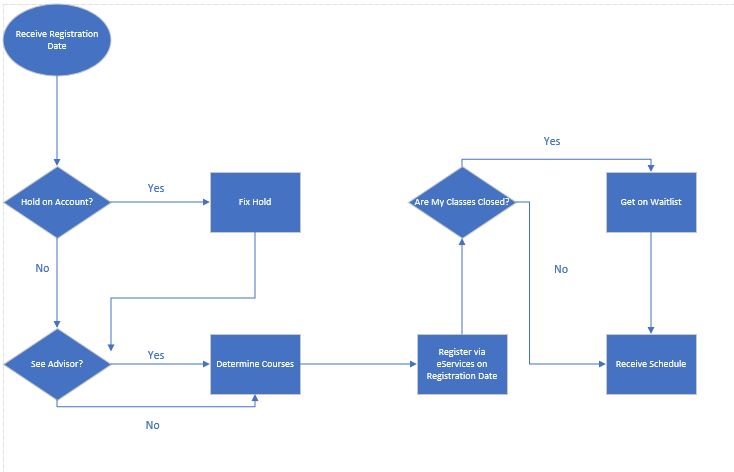 Receive Registration
Date
Yes
Hold on Account?
Yes
Fix Hold
Are My Classes Closed?
Get on Waitlist
No
No
See Advisor?
Yes
Determine Courses
Register via
eServices on
Registration Date
Receive Schedule
No